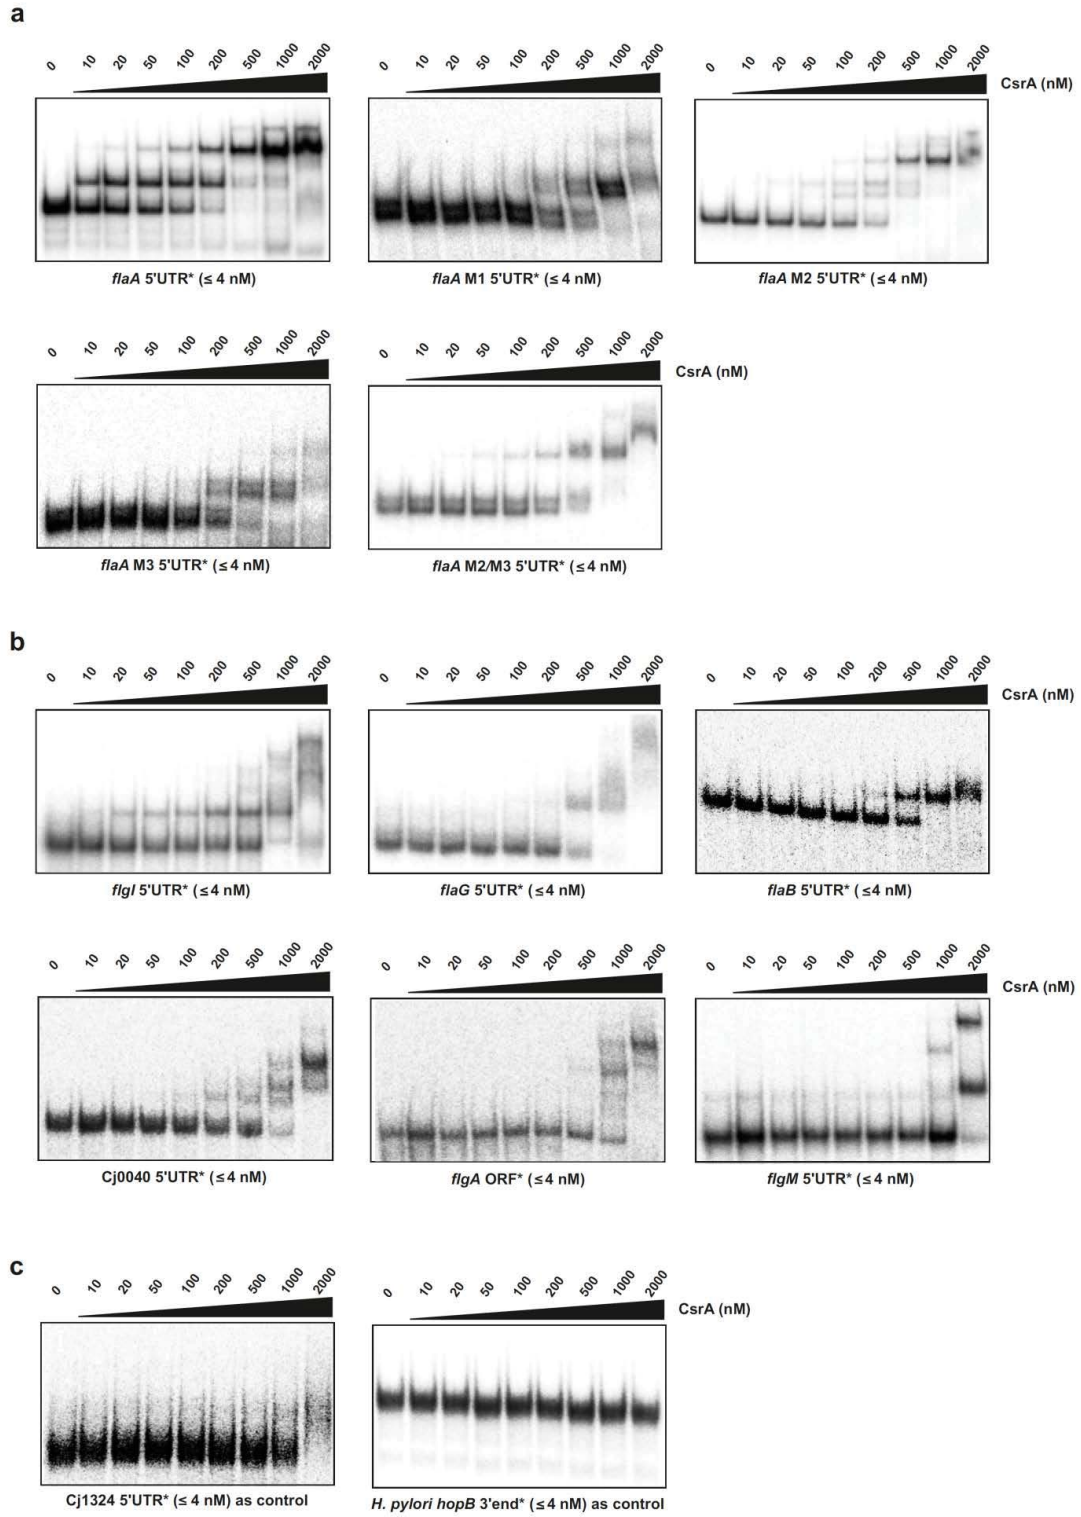 a
0 10 20 50 100 200 500 1000 2000
0 10 20 50 100 200 500 1000 2000
0 10 20 50 100 200 500 1000 2000
CsrA (nM)
flaA 5'UTR* (≤ 4 nM)
flaA M1 5'UTR* (≤ 4 nM)
flaA M2 5'UTR* (≤ 4 nM)
0 10 20 50 100 200 500 1000 2000
0 10 20 50 100 200 500 1000 2000
CsrA (nM)
flaA M3 5'UTR* (≤ 4 nM)
flaA M2/M3 5'UTR* (≤ 4 nM)
b
0 10 20 50 100 200 500 1000 2000
0 10 20 50 100 200 500 1000 2000
0 10 20 50 100 200 500 1000 2000
CsrA (nM)
flgI 5'UTR* (≤ 4 nM)
flaG 5'UTR* (≤ 4 nM)
flaB 5'UTR* (≤ 4 nM)
0 10 20 50 100 200 500 1000 2000
0 10 20 50 100 200 500 1000 2000
0 10 20 50 100 200 500 1000 2000
CsrA (nM)
Cj0040 5'UTR* (≤ 4 nM)
flgA ORF* (≤ 4 nM)
flgM 5'UTR* (≤ 4 nM)
c
0 10 20 50 100 200 500 1000 2000
0 10 20 50 100 200 500 1000 2000
CsrA (nM)
Cj1324 5'UTR* (≤ 4 nM) as control
H. pylori hopB 3'end* (≤ 4 nM) as control